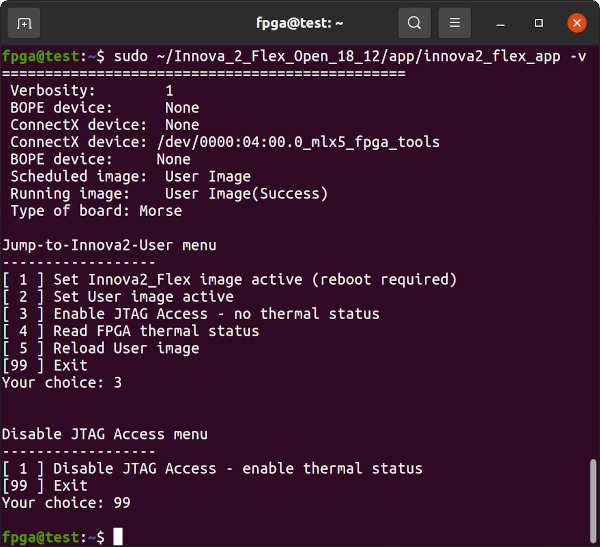 fpga@test: ~
fpga@test:~$ sudo ~/Innova_2_Flex_Open_18_12/app/innova2_flex_app -v
===============================================
Verbosity:        1
BOPE device:      None
ConnectX device:  None
ConnectX device: /dev/0000:04:00.0_mlx5_fpga_tools
BOPE device:     None
Scheduled image:  User Image
Running image:    User Image(Success)
Type of board: Morse
Jump-to-Innova2-User menu
------------------
[ 1 ] Set Innova2_Flex image active (reboot required)
[ 2 ] Set User image active
[ 3 ] Enable JTAG Access - no thermal status
[ 4 ] Read FPGA thermal status
[ 5 ] Reload User image
[99 ] Exit
Your choice: 3
Disable JTAG Access menu
------------------
[ 1 ] Disable JTAG Access - enable thermal status
[99 ] Exit
Your choice: 99
fpga@test:~$